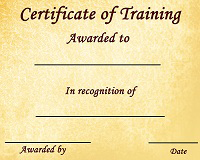 Certificate of Training
Awarded to
In recognition of
Awarded by
Date